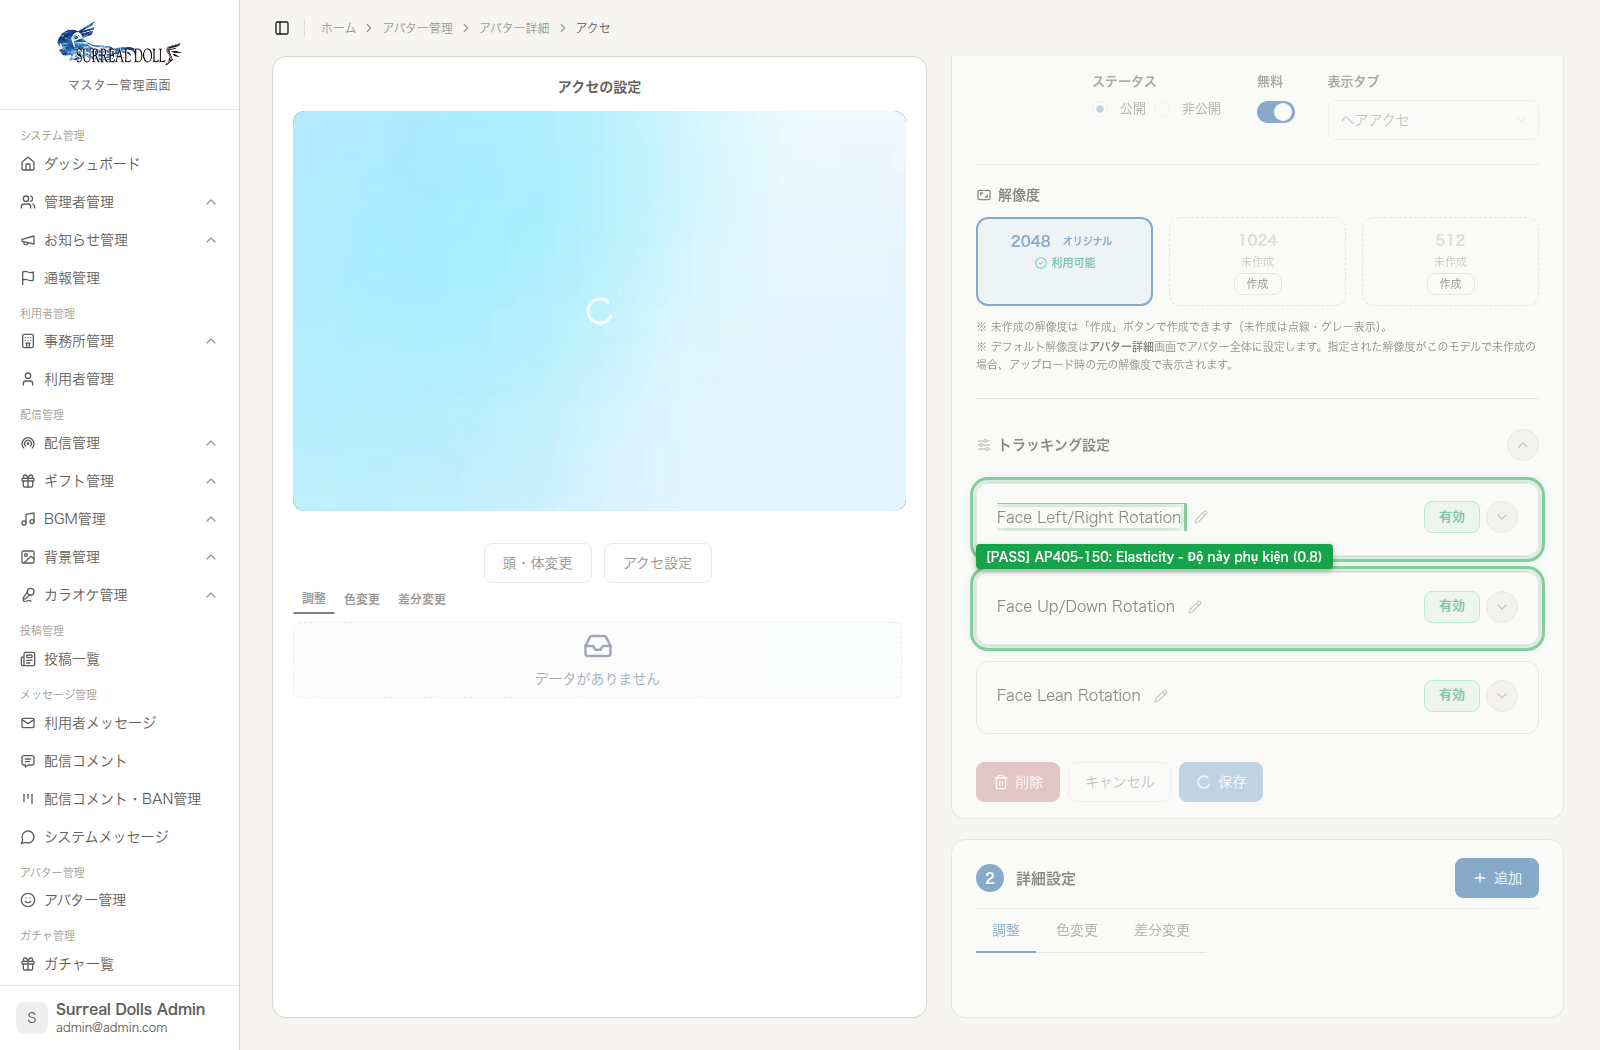 SURREAL DOLLS
マスター管理画面
システム管理
ダッシュボード
管理者管理
お知らせ管理
通報管理
利用者管理
事務所管理
利用者管理
配信管理
配信管理
ギフト管理
BGM管理
背景管理
カラオケ管理
投稿管理
投稿一覧
メッセージ管理
利用者メッセージ
配信コメント
配信コメント・BAN管理
システムメッセージ
アバター管理
アバター管理
ガチャ管理
ガチャ一覧
S
Surreal Dolls Admin
admin@admin.com
ホーム > アバター管理 > アバター詳細 > アクセ
アクセの設定
頭・体変更 アクセ設定
調整 色変更 差分変更
データがありません
ステータス 無料 表示タブ
公開 非公開 ヘアアクセ
解像度
2048 オリジナル
利用可能
1024
未作成
作成
512
未作成
作成
※ 未作成の解像度は「作成」ボタンで作成できます（未作成は点線・グレー表示）。
※ デフォルト解像度はアバター詳細画面でアバター全体に設定します。指定された解像度がこのモデルで未作成の
場合、アップロード時の元の解像度で表示されます。
トラッキング設定
Face Left/Right Rotation 有効
[PASS] AP405-150: Elasticity - Độ nảy phụ kiện (0.8)
Face Up/Down Rotation 有効
Face Lean Rotation 有効
削除 キャンセル 保存
2 詳細設定 + 追加
調整 色変更 差分変更